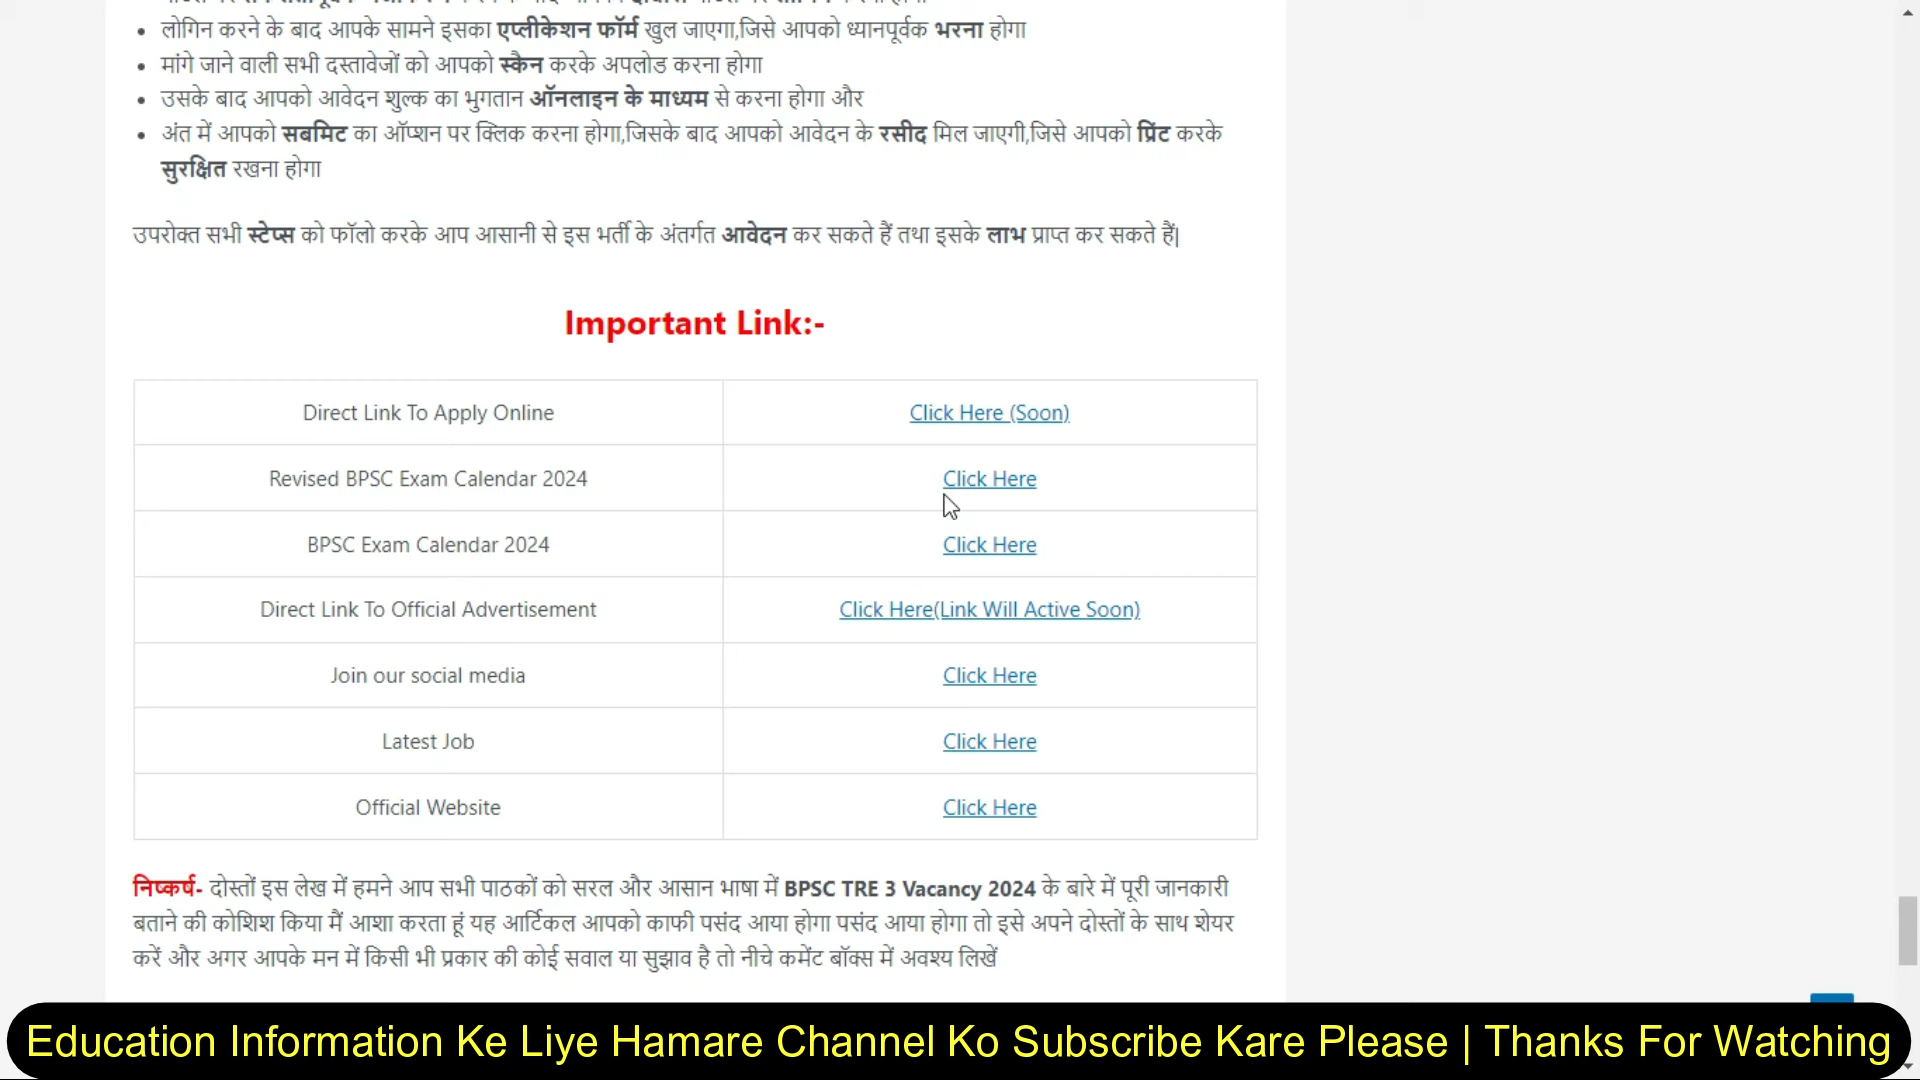 लोगिन करने के बाद आपके सामने इसका एप्लीकेशन फॉर्म खुल जाएगा,जिसे आपको ध्यानपूर्वक भरना होगा
मांगे जाने वाली सभी दस्तावेजों को आपको स्कैन करके अपलोड करना होगा
उसके बाद आपको आवेदन शुल्क का भुगतान ऑनलाइन के माध्यम से करना होगा और
अंत में आपको सबमिट का ऑप्शन पर क्लिक करना होगा,जिसके बाद आपको आवेदन के रसीद मिल जाएगी,जिसे आपको प्रिंट करके
सुरक्षित रखना होगा
उपरोक्त सभी स्टेप्स को फॉलो करके आप आसानी से इस भर्ती के अंतर्गत आवेदन कर सकते हैं तथा इसके लाभ प्राप्त कर सकते हैं|
Important Link:-
Direct Link To Apply Online Click Here (Soon)
Revised BPSC Exam Calendar 2024 Click Here
BPSC Exam Calendar 2024 Click Here
Direct Link To Official Advertisement Click Here(Link Will Active Soon)
Join our social media Click Here
Latest Job Click Here
Official Website Click Here
निष्कर्ष- दोस्तों इस लेख में हमने आप सभी पाठकों को सरल और आसान भाषा में BPSC TRE 3 Vacancy 2024 के बारे में पूरी जानकारी
बताने की कोशिश किया मैं आशा करता हूं यह आर्टिकल आपको काफी पसंद आया होगा पसंद आया होगा तो इसे अपने दोस्तों के साथ शेयर
करें और अगर आपके मन में किसी भी प्रकार की कोई सवाल या सुझाव है तो नीचे कमेंट बॉक्स में अवश्य लिखें
Education Information Ke Liye Hamare Channel Ko Subscribe Kare Please | Thanks For Watching